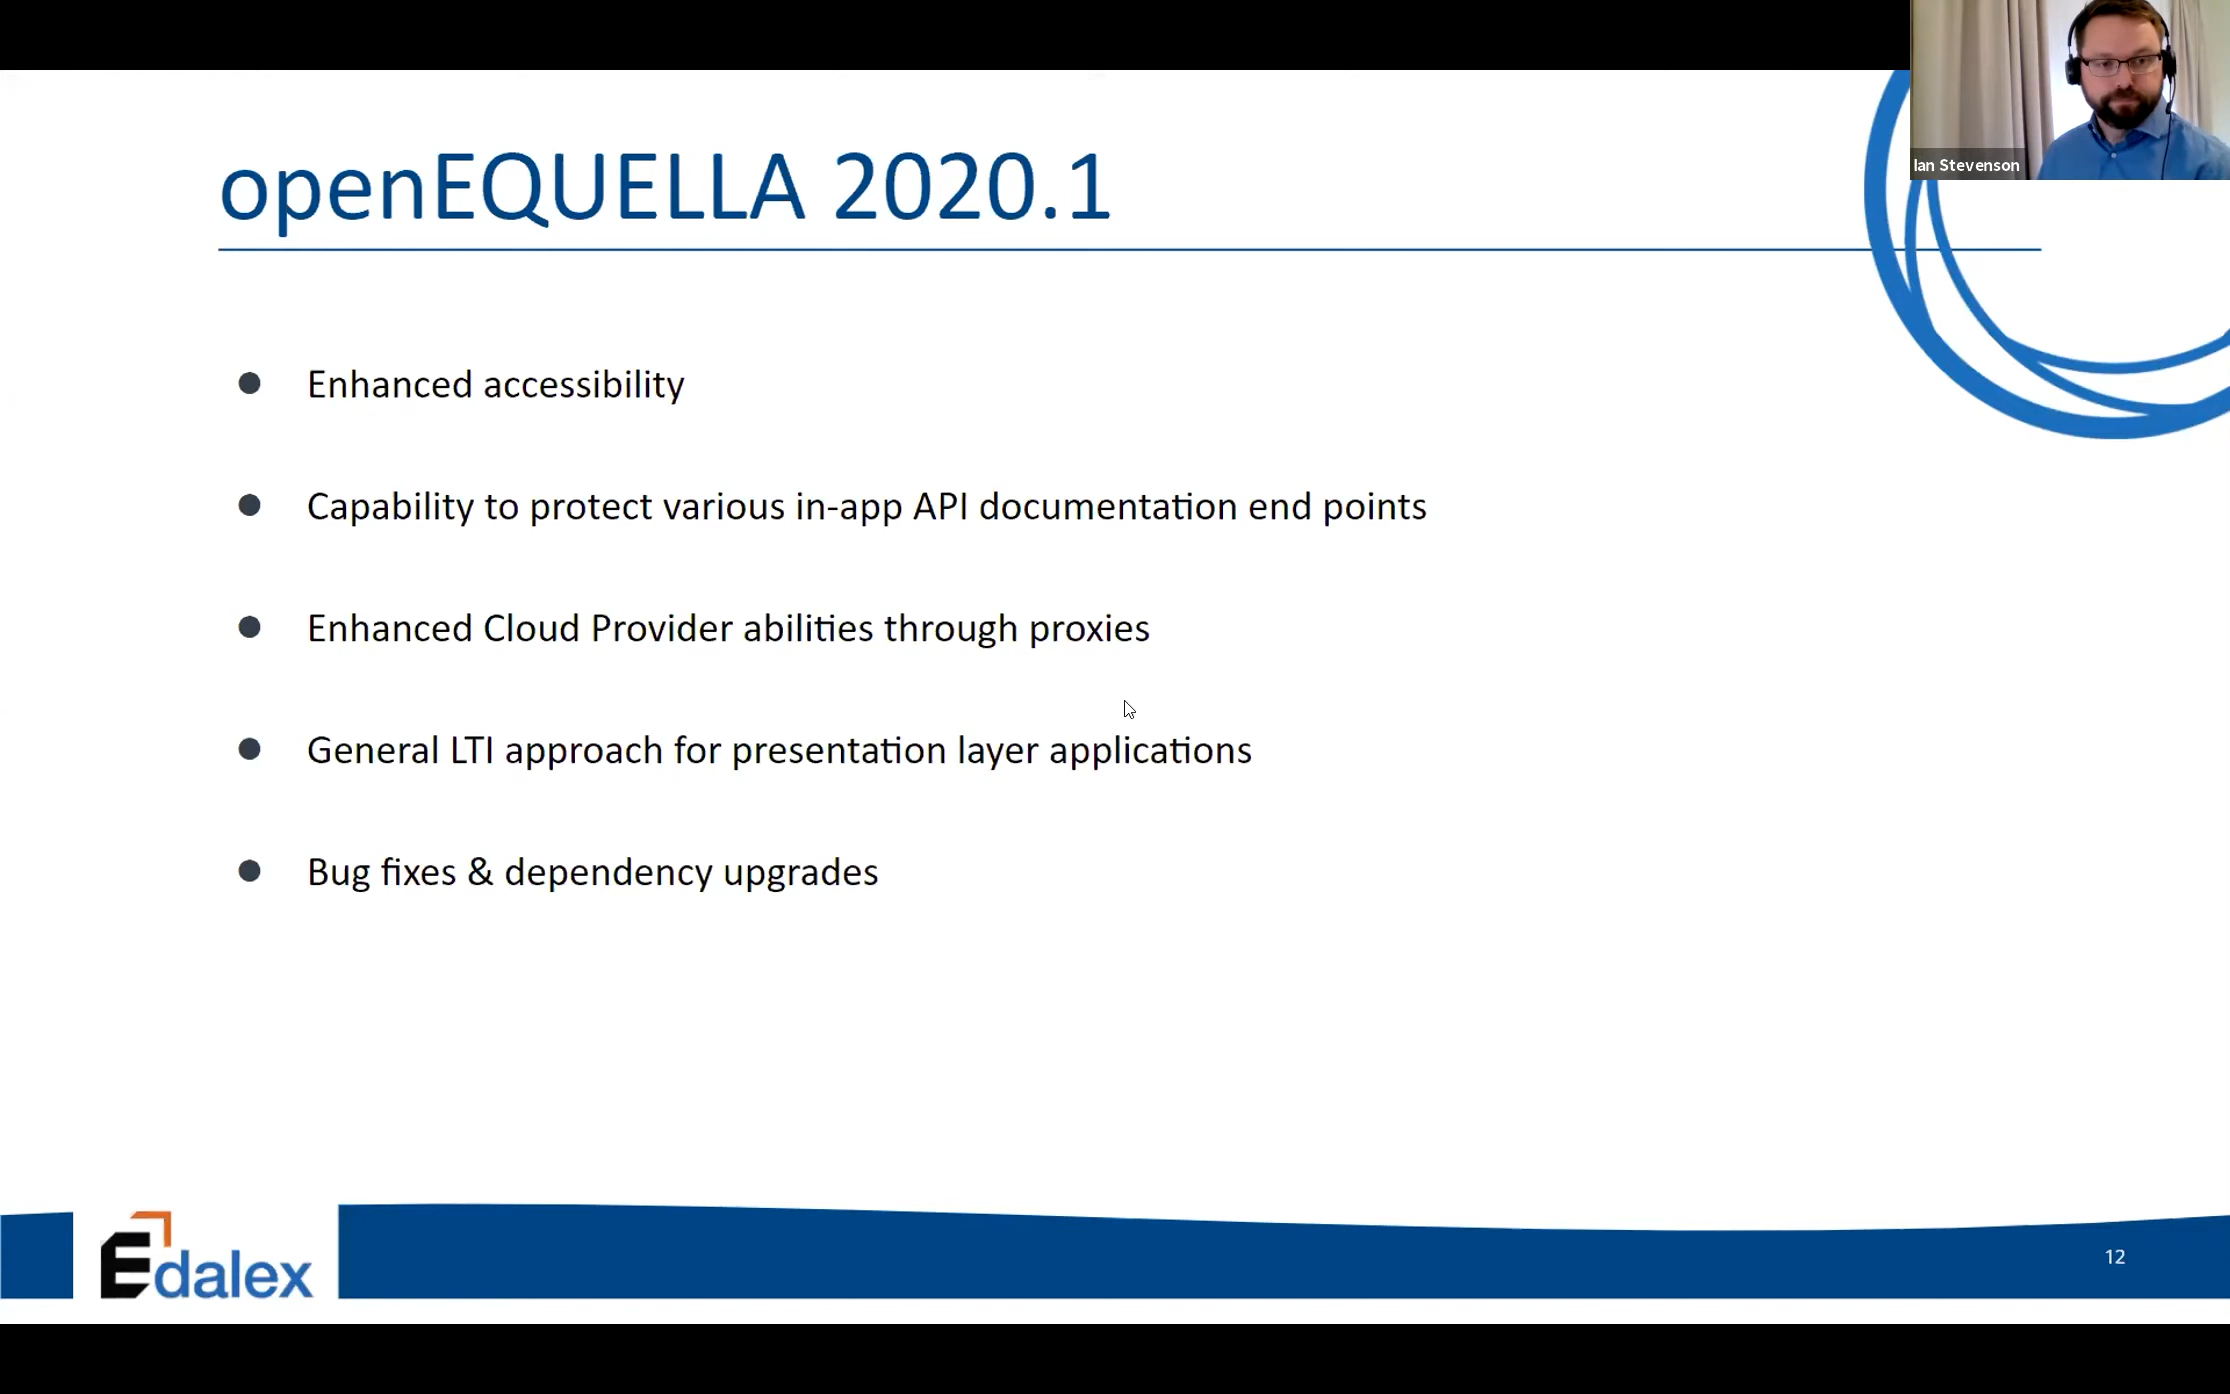 Ian Stevenson
openEQUELLA 2020.1
Enhanced accessibility
Capability to protect various in-app API documentation end points
Enhanced Cloud Provider abilities through proxies
General LTI approach for presentation layer applications
Bug fixes & dependency upgrades
Edalex
12